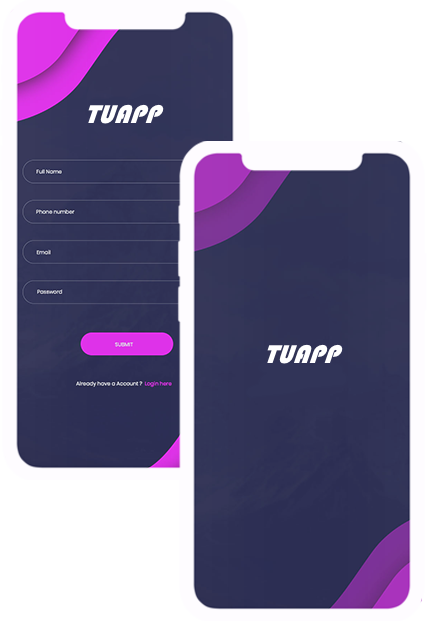 TUAPP
Full Name
Phone number
Email
Password
SUBMIT
Already have a Account ? Login here
TUAPP